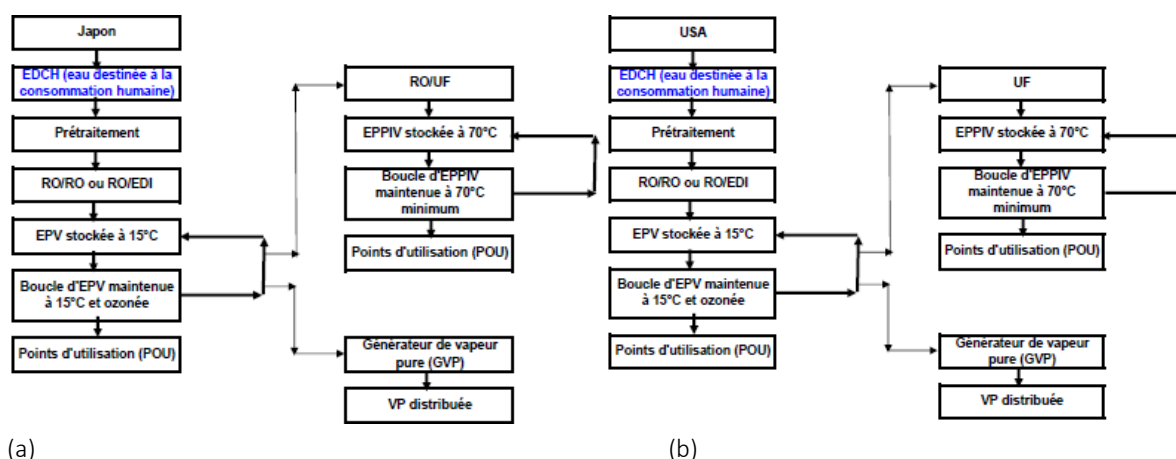 Japon
EDCH (eau destinée à la
consommation humaine)
Prétraitement
RO/RO ou RO/EDI
EPV stockée à 15°C
Boucle d'EPV maintenue
à 15°C et ozonée
Points d'utilisation (POU)
RO/UF
EPPIV stockée à 70°C
Boucle d'EPPIV
maintenue à 70°C
minimum
Points d'utilisation (POU)
Générateur de vapeur
pure (GVP)
VP distribuée
(a)
USA
EDCH (eau destinée à la
consommation humaine)
Prétraitement
RO/RO ou RO/EDI
EPV stockée à 15°C
Boucle d'EPV maintenue
à 15°C et ozonée
Points d'utilisation (POU)
UF
EPPIV stockée à 70°C
Boucle d'EPPIV
maintenue à 70°C
minimum
Points d'utilisation (POU)
Générateur de vapeur
pure (GVP)
VP distribuée
(b)